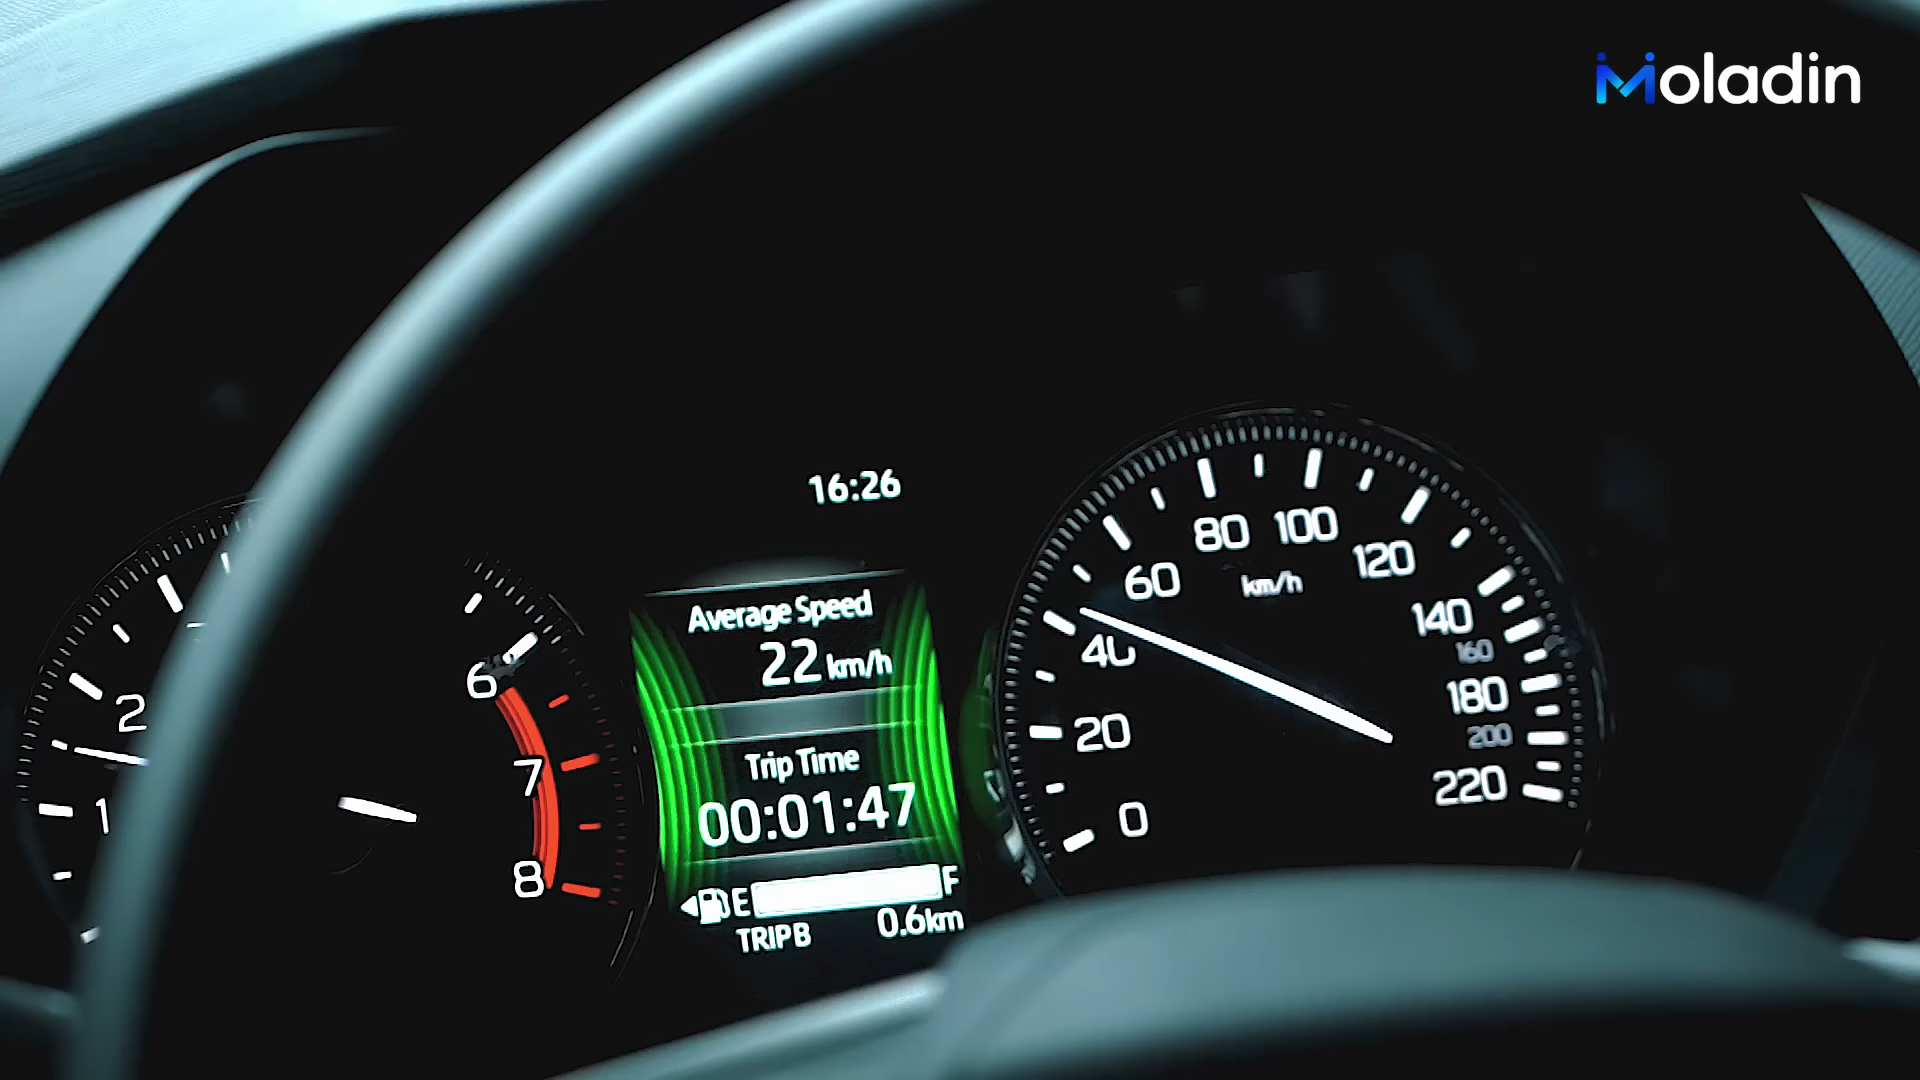 Moladin
16:26
Average Speed
22 km/h
Trip Time
00:01:47
E F
TRIP B 0.6km
1
2
6
7
8
0
20
40
60
80
100
120
140
160
180
200
220
km/h